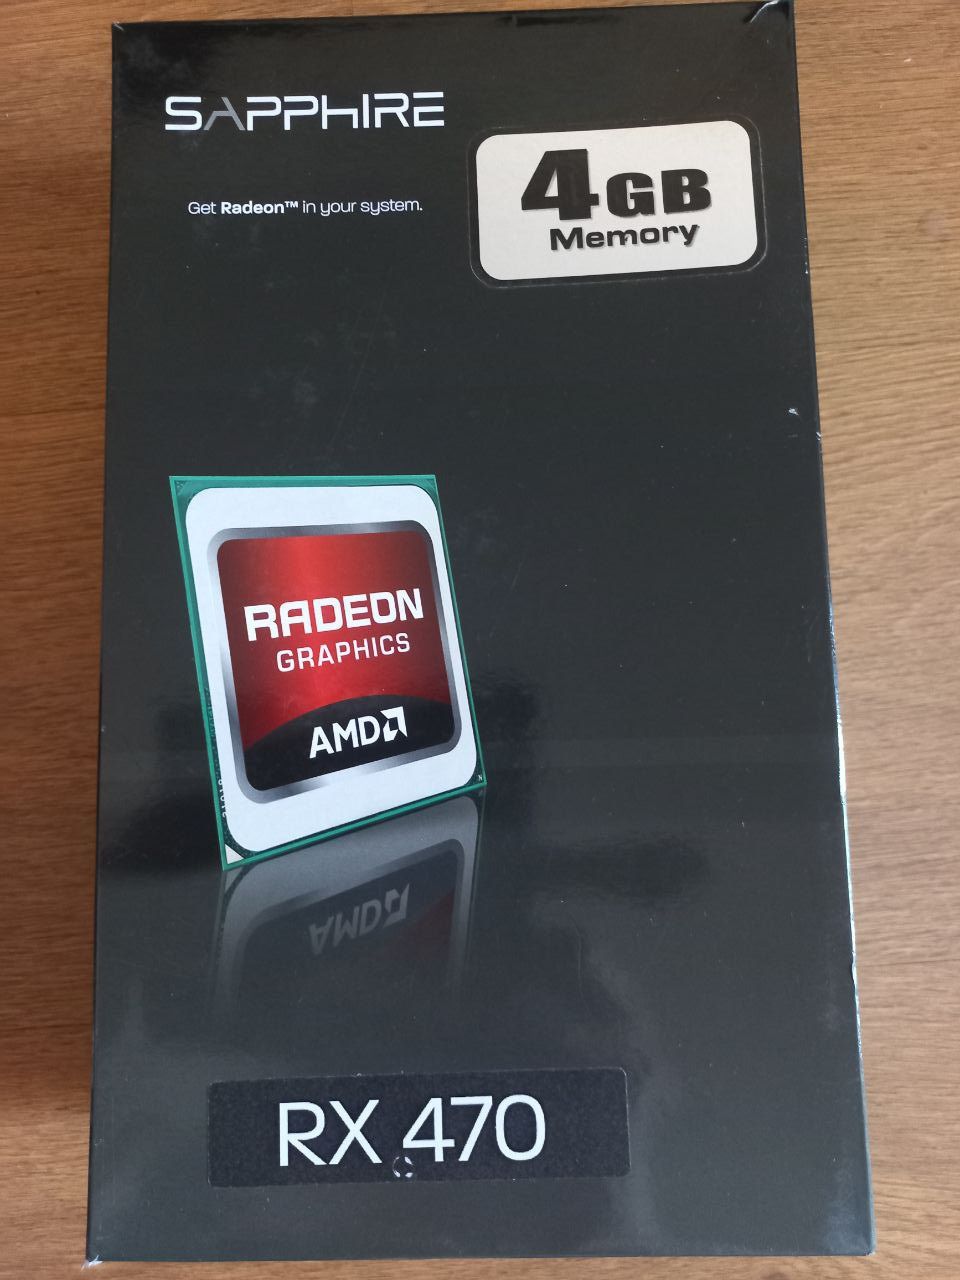 SAPPHIRE
4GB
Memory
Get Radeon™ in your system.
RADEON
GRAPHICS
AMD
RX 470